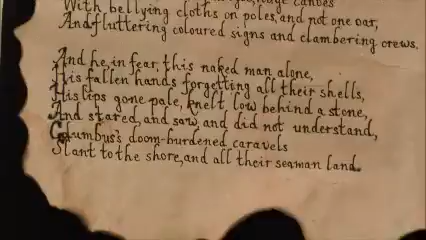 huge canoes
With bellying cloths on poles, and not one oar,
And fluttering coloured signs and clambering crews.
And he, in fear, this naked man alone,
His fallen hands forgetting all their shells,
His lips gone pale, knelt low behind a stone,
And stared, and saw, and did not understand,
Columbus's doom-burdened caravels
Slant to the shore, and all their seaman land.